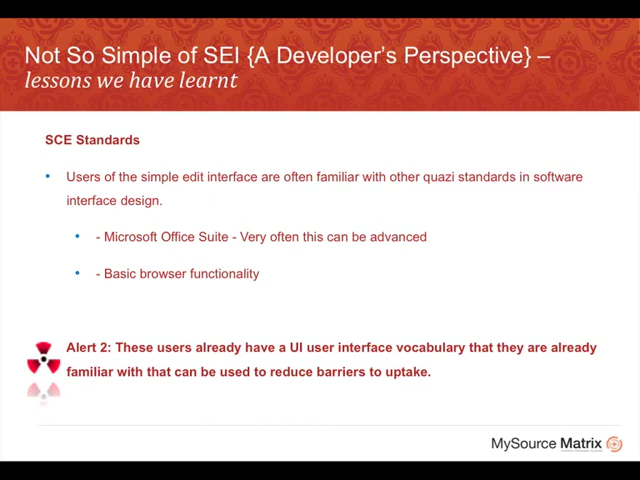 Not So Simple of SEI {A Developer's Perspective} –
lessons we have learnt
SCE Standards
• Users of the simple edit interface are often familiar with other quazi standards in software
interface design.
• - Microsoft Office Suite - Very often this can be advanced
• - Basic browser functionality
Alert 2: These users already have a UI user interface vocabulary that they are already
familiar with that can be used to reduce barriers to uptake.
MySource Matrix